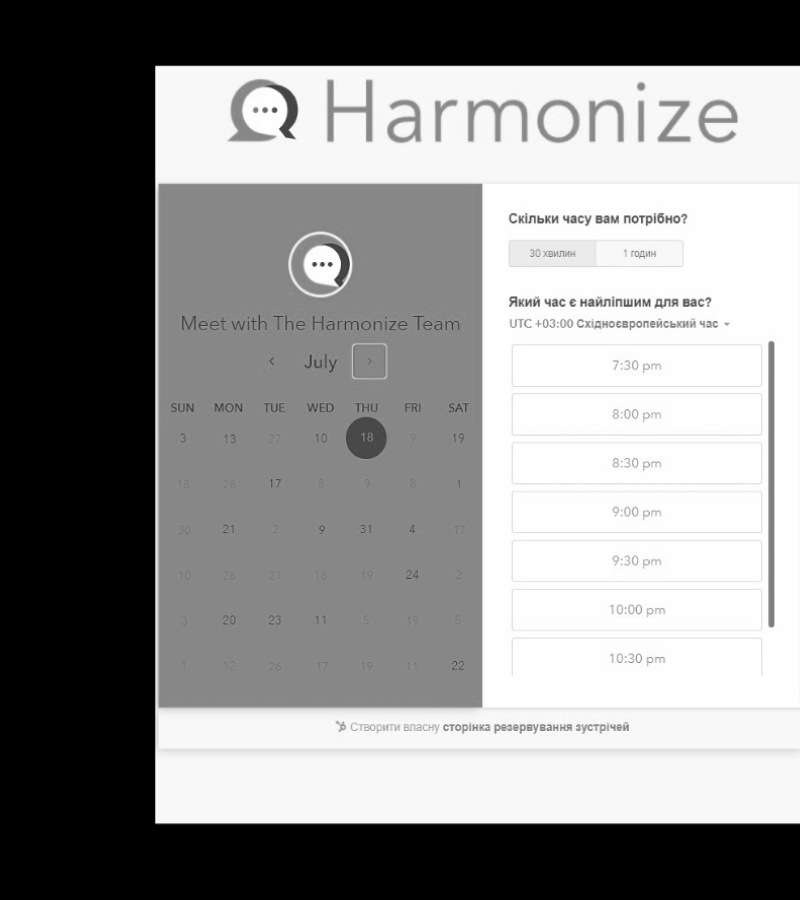 Harmonize
Meet with The Harmonize Team
July
SUN MON TUE WED THU FRI SAT
3 13 27 10 18 9 19
18 28 17 8 9 8 1
30 21 2 9 31 4 17
10 26 21 18 19 24 2
3 20 23 11 5 19 5
1 12 26 17 19 11 22
Скільки часу вам потрібно?
30 хвилин 1 годин
Який час є найліпшим для вас?
UTC +03:00 Східноєвропейський час
7:30 pm
8:00 pm
8:30 pm
9:00 pm
9:30 pm
10:00 pm
10:30 pm
Створити власну сторінка резервування зустрічей